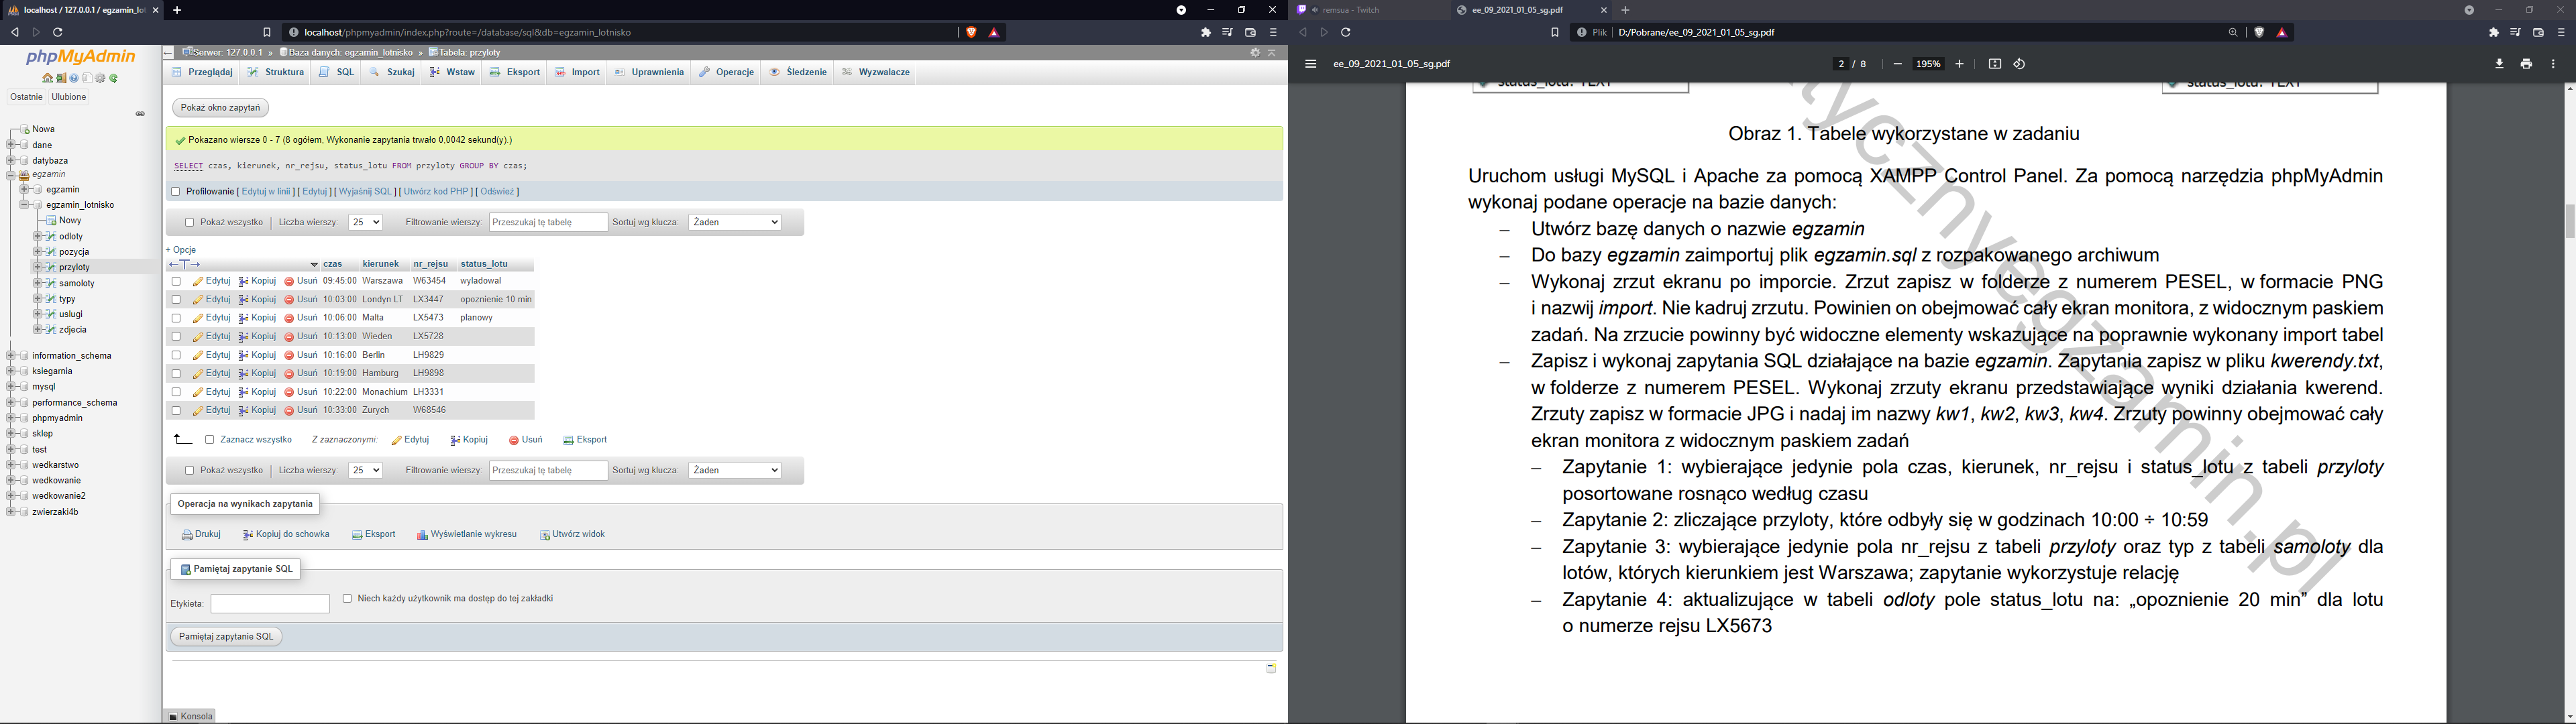 localhost / 127.0.0.1 / egzamin_lot
localhost/phpmyadmin/index.php?route=/database/sql&db=egzamin_lotnisko
phpMyAdmin
Ostatnie Ulubione
Nowa
dane
datybaza
egzamin
egzamin
egzamin_lotnisko
Nowy
odloty
pozycja
przyloty
samoloty
typy
uslugi
zdjecia
information_schema
ksiegarnia
mysql
performance_schema
phpmyadmin
sklep
test
wedkarstwo
wedkowanie
wedkowanie2
zwierzaki4b
Serwer: 127.0.0.1 » Baza danych: egzamin_lotnisko » Tabela: przyloty
Przeglądaj Struktura SQL Szukaj Wstaw Eksport Import Uprawnienia Operacje Śledzenie Wyzwalacze
Pokaż okno zapytań
Pokazano wiersze 0 - 7 (8 ogółem, Wykonanie zapytania trwało 0,0042 sekund(y).)
SELECT czas, kierunek, nr_rejsu, status_lotu FROM przyloty GROUP BY czas;
Profilowanie [ Edytuj w linii ] [ Edytuj ] [ Wyjaśnij SQL ] [ Utwórz kod PHP ] [ Odśwież ]
Pokaż wszystko | Liczba wierszy: 25 Filtrowanie wierszy: Przeszukaj tę tabelę Sortuj wg klucza: Żaden
+ Opcje
←T→ czas kierunek nr_rejsu status_lotu
Edytuj Kopiuj Usuń 09:45:00 Warszawa W63454 wyladowal
Edytuj Kopiuj Usuń 10:03:00 Londyn LT LX3447 opoznienie 10 min
Edytuj Kopiuj Usuń 10:06:00 Malta LX5473 planowy
Edytuj Kopiuj Usuń 10:13:00 Wieden LX5728
Edytuj Kopiuj Usuń 10:16:00 Berlin LH9829
Edytuj Kopiuj Usuń 10:19:00 Hamburg LH9898
Edytuj Kopiuj Usuń 10:22:00 Monachium LH3331
Edytuj Kopiuj Usuń 10:33:00 Zurych W68546
Zaznacz wszystko Z zaznaczonymi: Edytuj Kopiuj Usuń Eksport
Pokaż wszystko | Liczba wierszy: 25 Filtrowanie wierszy: Przeszukaj tę tabelę Sortuj wg klucza: Żaden
Operacja na wynikach zapytania
Drukuj Kopiuj do schowka Eksport Wyświetlanie wykresu Utwórz widok
Pamiętaj zapytanie SQL
Etykieta: Niech każdy użytkownik ma dostęp do tej zakładki
Pamiętaj zapytanie SQL
Konsola
remsua - Twitch ee_09_2021_01_05_sg.pdf
Plik D:/Pobrane/ee_09_2021_01_05_sg.pdf
ee_09_2021_01_05_sg.pdf 2 / 8 195%
status_lotu: TEXT status_lotu: TEXT
Obraz 1. Tabele wykorzystane w zadaniu
Uruchom usługi MySQL i Apache za pomocą XAMPP Control Panel. Za pomocą narzędzia phpMyAdmin
wykonaj podane operacje na bazie danych:
– Utwórz bazę danych o nazwie egzamin
– Do bazy egzamin zaimportuj plik egzamin.sql z rozpakowanego archiwum
– Wykonaj zrzut ekranu po imporcie. Zrzut zapisz w folderze z numerem PESEL, w formacie PNG
i nazwij import. Nie kadruj zrzutu. Powinien on obejmować cały ekran monitora, z widocznym paskiem
zadań. Na zrzucie powinny być widoczne elementy wskazujące na poprawnie wykonany import tabel
– Zapisz i wykonaj zapytania SQL działające na bazie egzamin. Zapytania zapisz w pliku kwerendy.txt,
w folderze z numerem PESEL. Wykonaj zrzuty ekranu przedstawiające wyniki działania kwerend.
Zrzuty zapisz w formacie JPG i nadaj im nazwy kw1, kw2, kw3, kw4. Zrzuty powinny obejmować cały
ekran monitora z widocznym paskiem zadań
– Zapytanie 1: wybierające jedynie pola czas, kierunek, nr_rejsu i status_lotu z tabeli przyloty
posortowane rosnąco według czasu
– Zapytanie 2: zliczające przyloty, które odbyły się w godzinach 10:00 ÷ 10:59
– Zapytanie 3: wybierające jedynie pola nr_rejsu z tabeli przyloty oraz typ z tabeli samoloty dla
lotów, których kierunkiem jest Warszawa; zapytanie wykorzystuje relację
– Zapytanie 4: aktualizujące w tabeli odloty pole status_lotu na: „opoznienie 20 min” dla lotu
o numerze rejsu LX5673
tycznyegzamin.pl